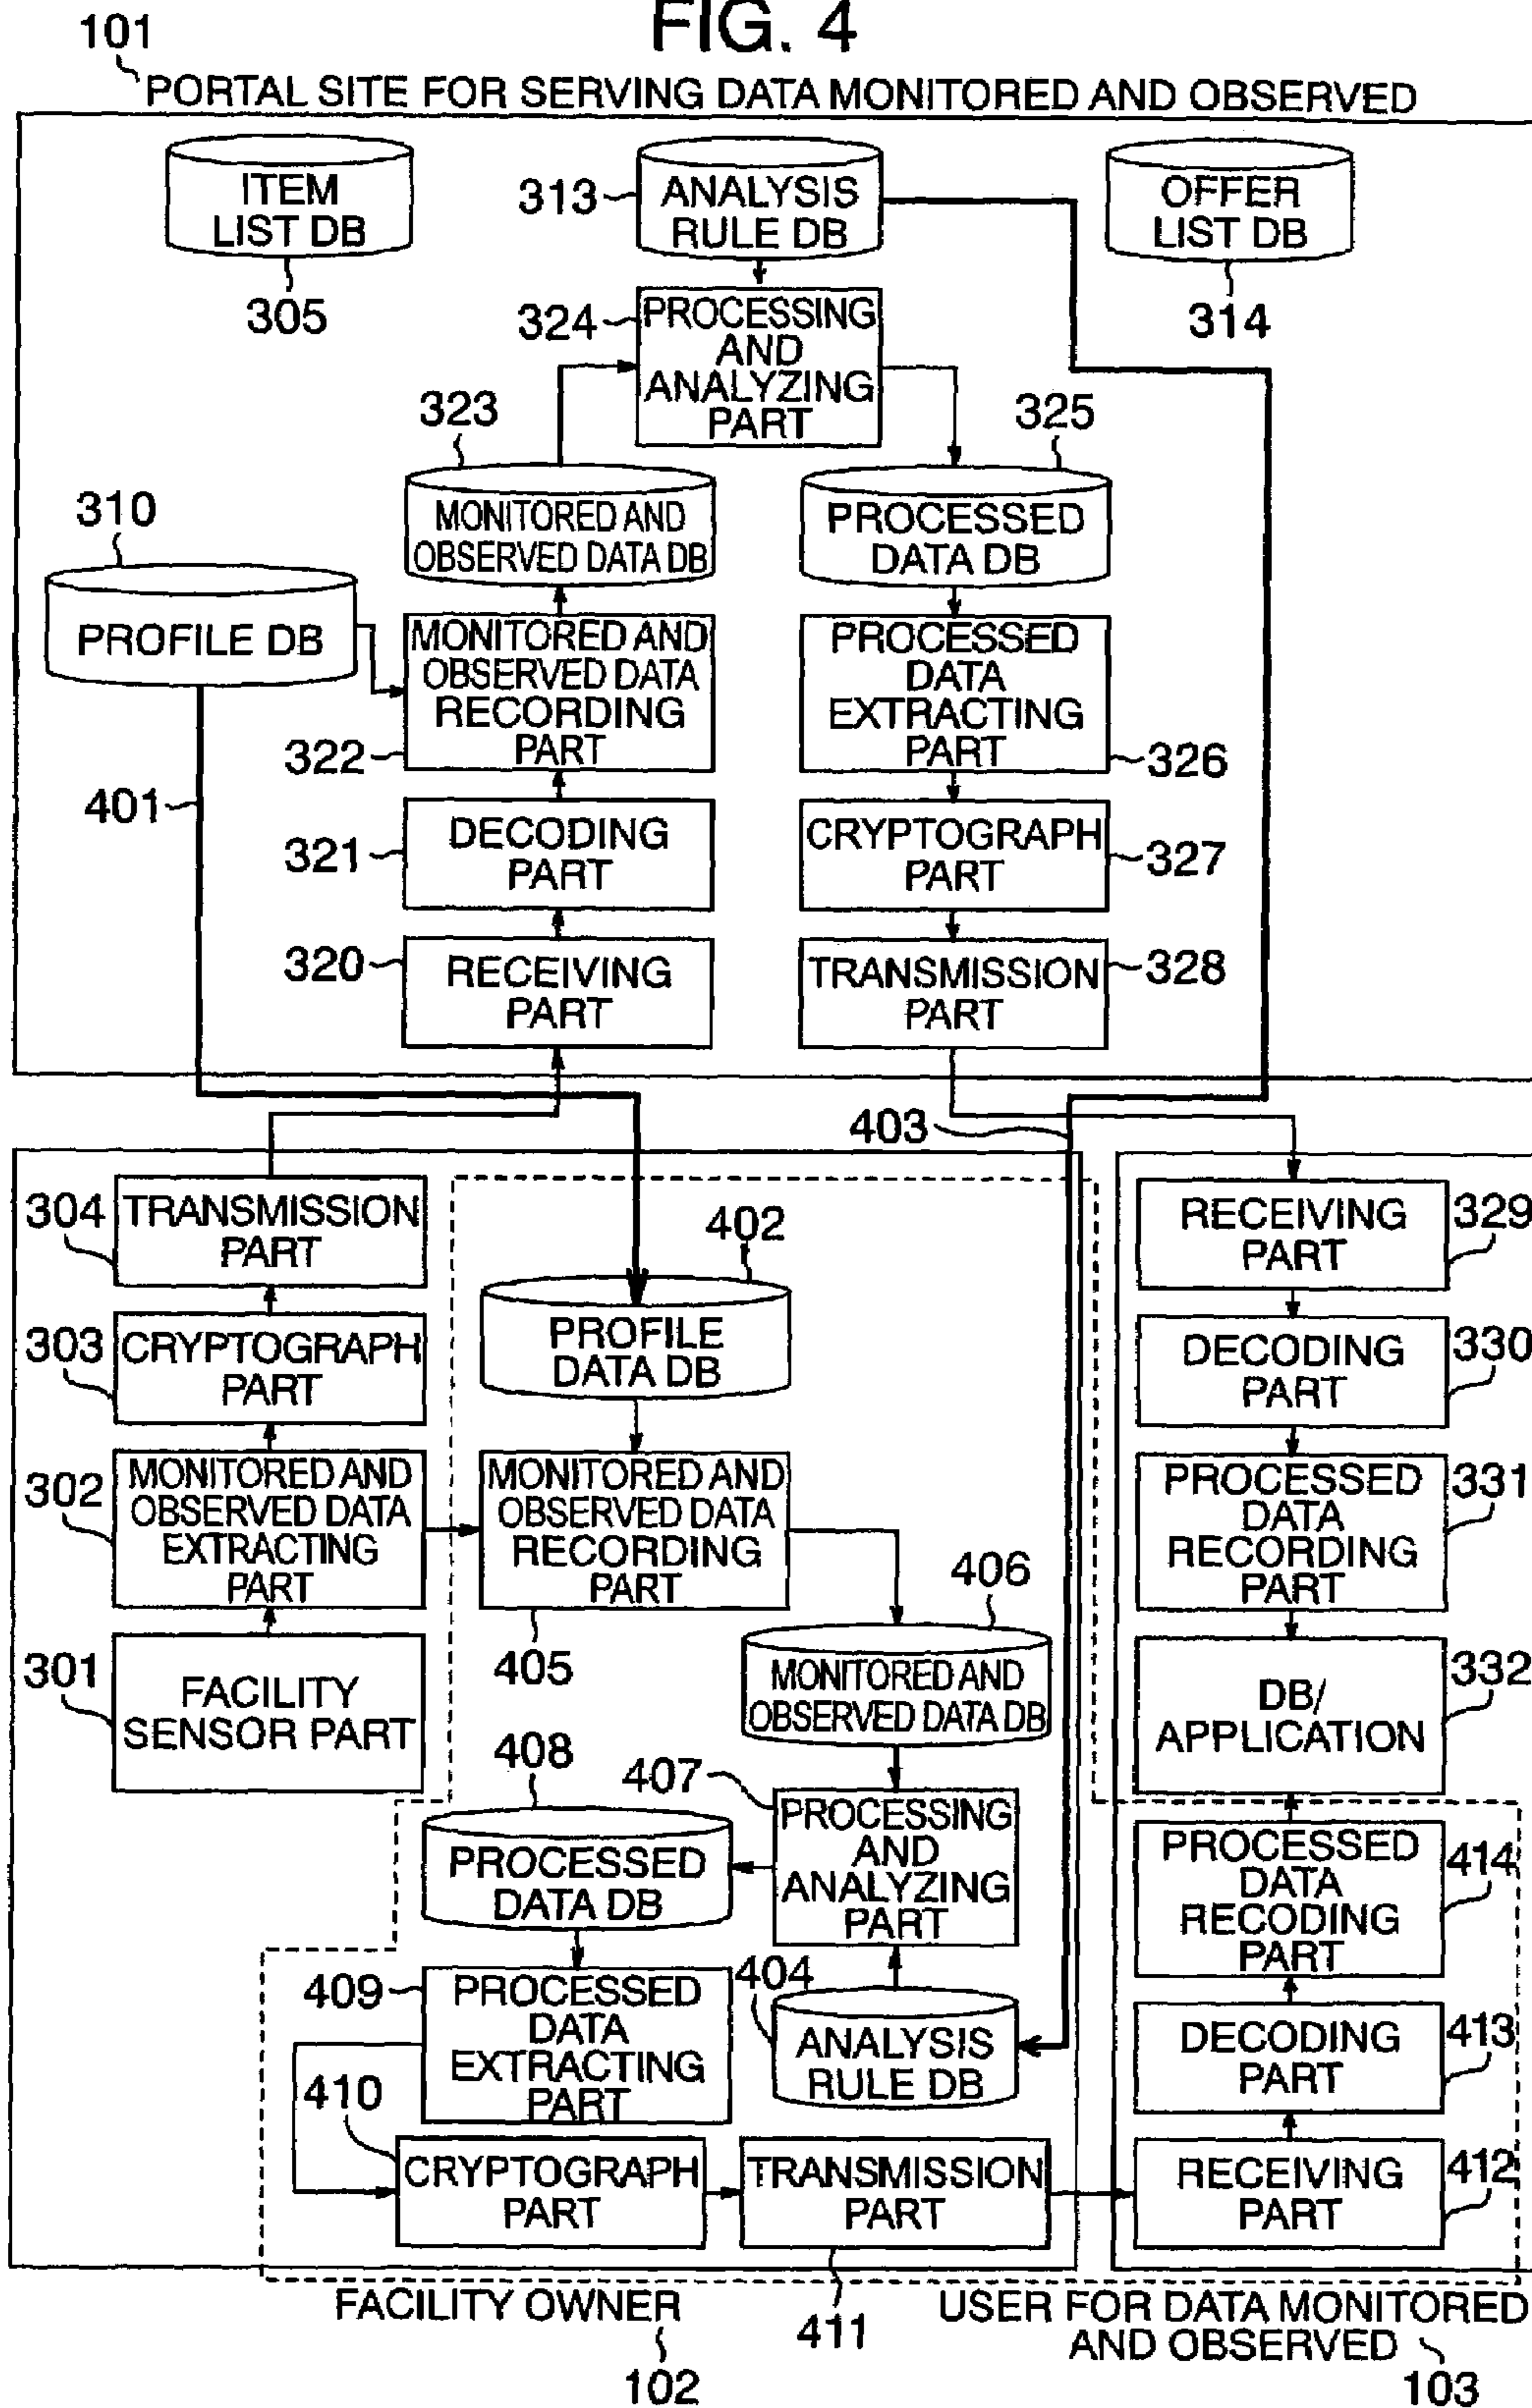 FIG. 4
101
PORTAL SITE FOR SERVING DATA MONITORED AND OBSERVED
ITEM
LIST DB
305
313
ANALYSIS
RULE DB
OFFER
LIST DB
314
324
PROCESSING
AND
ANALYZING
PART
323
MONITORED AND
OBSERVED DATA DB
325
PROCESSED
DATA DB
310
PROFILE DB
MONITORED AND
OBSERVED DATA
RECORDING
PART
322
PROCESSED
DATA
EXTRACTING
PART
326
401
321
DECODING
PART
CRYPTOGRAPH
PART
327
320
RECEIVING
PART
TRANSMISSION
PART
328
403
304
TRANSMISSION
PART
402
PROFILE
DATA DB
RECEIVING
PART
329
303
CRYPTOGRAPH
PART
DECODING
PART
330
302
MONITORED AND
OBSERVED DATA
EXTRACTING
PART
MONITORED AND
OBSERVED DATA
RECORDING
PART
405
PROCESSED
DATA
RECORDING
PART
331
301
FACILITY
SENSOR PART
406
MONITORED AND
OBSERVED DATA DB
DB/
APPLICATION
332
408
PROCESSED
DATA DB
407
PROCESSING
AND
ANALYZING
PART
PROCESSED
DATA
RECODING
PART
414
409
PROCESSED
DATA
EXTRACTING
PART
404
ANALYSIS
RULE DB
DECODING
PART
413
410
CRYPTOGRAPH
PART
TRANSMISSION
PART
411
RECEIVING
PART
412
FACILITY OWNER
102
USER FOR DATA MONITORED
AND OBSERVED
103